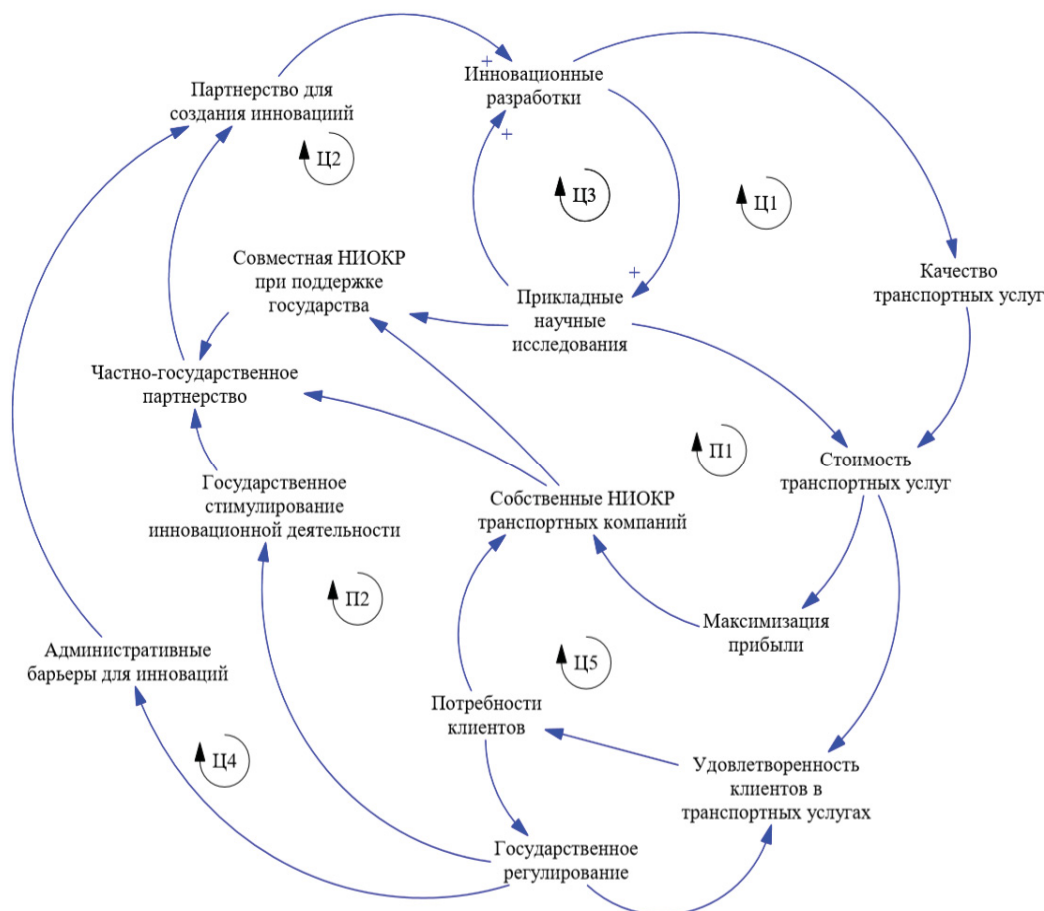 +
Инновационные
разработки
Партнерство для
создания инноваций
+
Ц2
Ц3
Ц1
Совместная НИОКР
при поддержке
государства
+
Качество
транспортных услуг
Прикладные
научные
исследования
Частно-государственное
партнерство
П1
Стоимость
транспортных услуг
Государственное
стимулирование
инновационной деятельности
Собственные НИОКР
транспортных компаний
П2
Максимизация
прибыли
Административные
барьеры для инноваций
Ц5
Потребности
клиентов
Ц4
Удовлетворенность
клиентов в
транспортных услугах
Государственное
регулирование